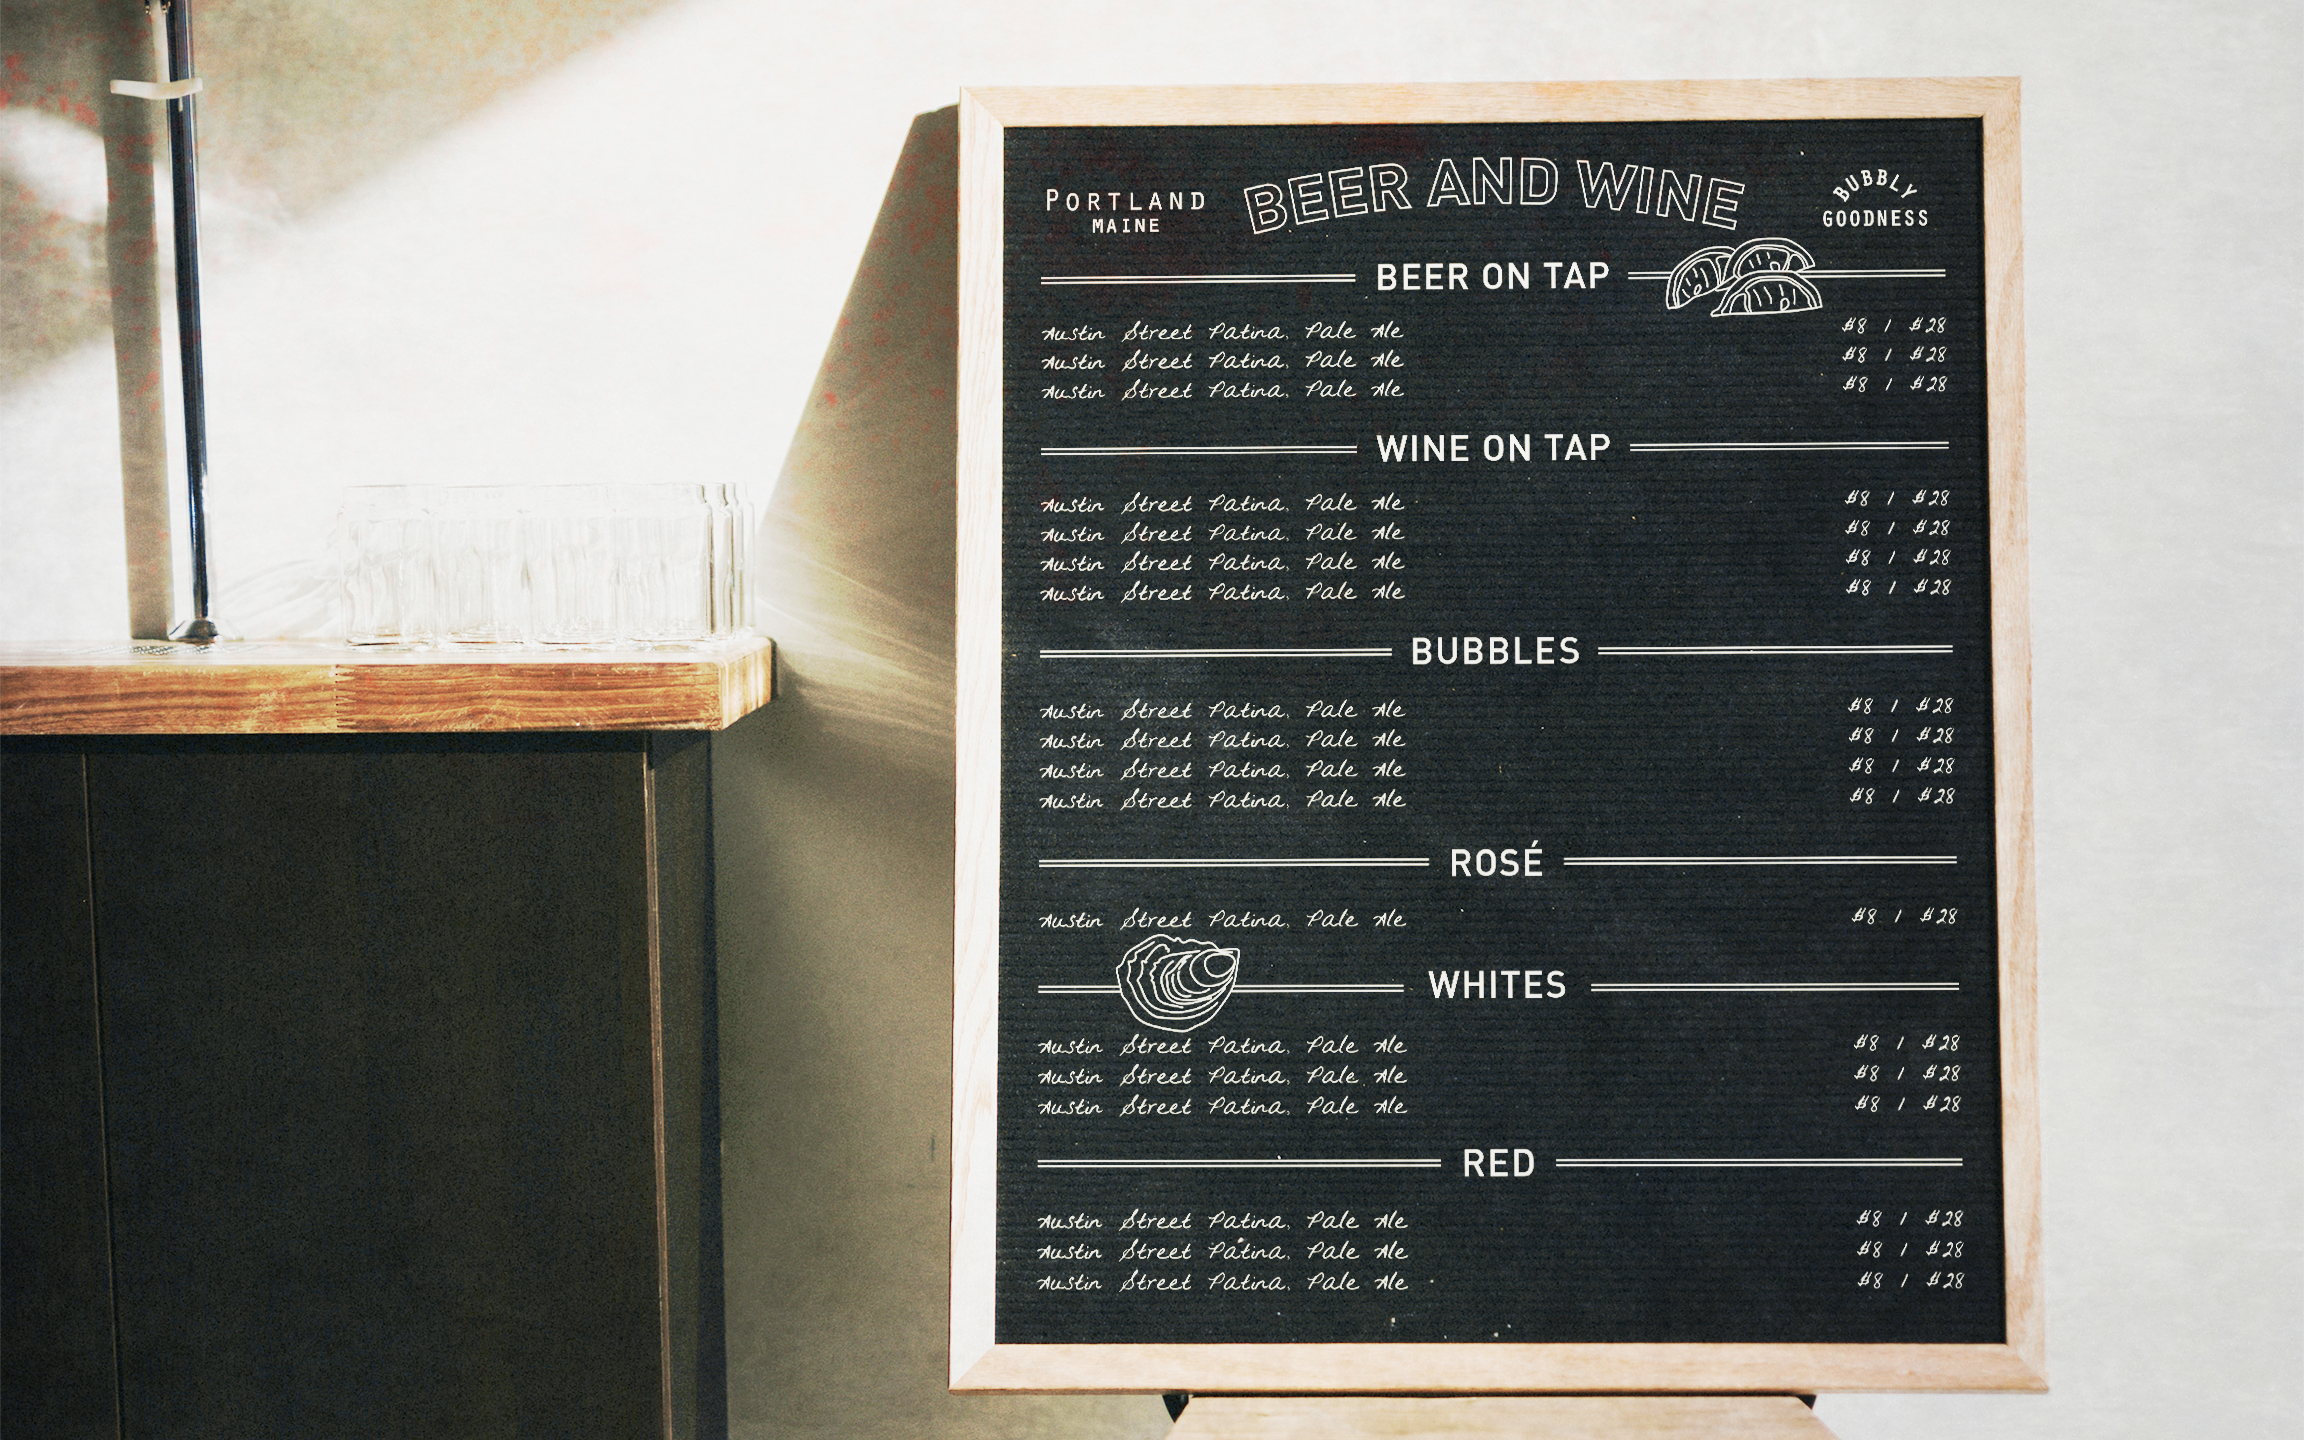 PORTLAND
MAINE
BEER AND WINE
BUBBLY
GOODNESS
BEER ON TAP
Austin Street Patina, Pale Ale $8 / $28
Austin Street Patina, Pale Ale $8 / $28
Austin Street Patina, Pale Ale $8 / $28
WINE ON TAP
Austin Street Patina, Pale Ale $8 / $28
Austin Street Patina, Pale Ale $8 / $28
Austin Street Patina, Pale Ale $8 / $28
Austin Street Patina, Pale Ale $8 / $28
BUBBLES
Austin Street Patina, Pale Ale $8 / $28
Austin Street Patina, Pale Ale $8 / $28
Austin Street Patina, Pale Ale $8 / $28
Austin Street Patina, Pale Ale $8 / $28
ROSÉ
Austin Street Patina, Pale Ale $8 / $28
WHITES
Austin Street Patina, Pale Ale $8 / $28
Austin Street Patina, Pale Ale $8 / $28
Austin Street Patina, Pale Ale $8 / $28
RED
Austin Street Patina, Pale Ale $8 / $28
Austin Street Patina, Pale Ale $8 / $28
Austin Street Patina, Pale Ale $8 / $28